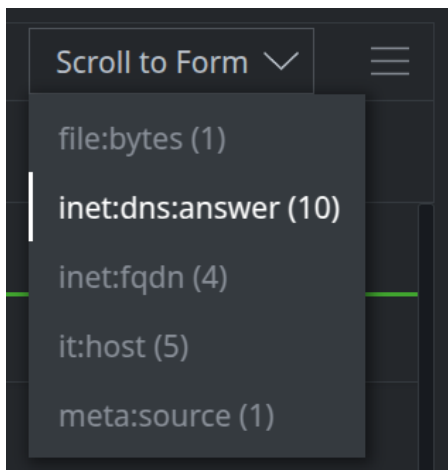 Scroll to Form
file:bytes (1)
inet:dns:answer (10)
inet:fqdn (4)
it:host (5)
meta:source (1)